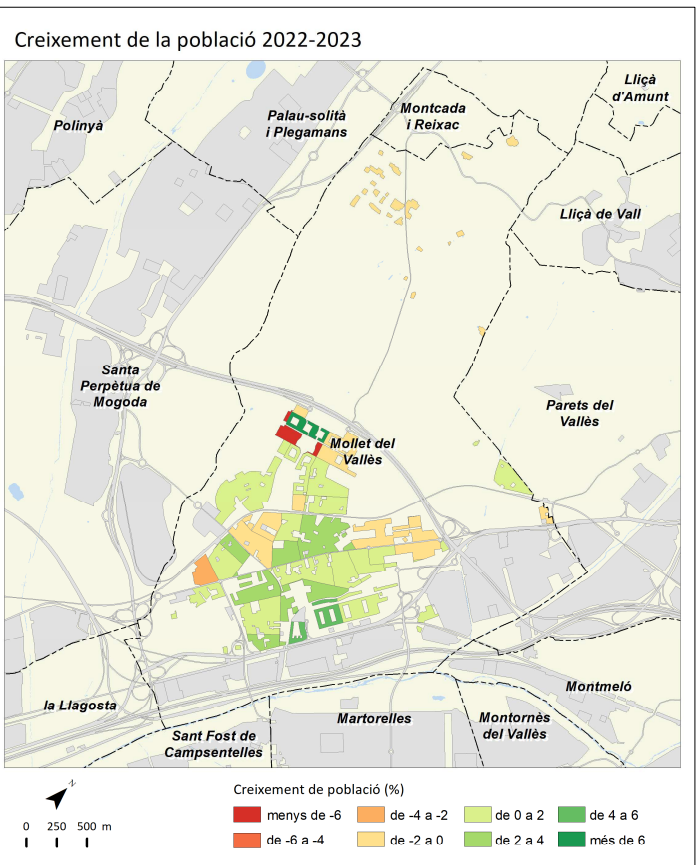 Creixement de la població 2022-2023
Lliçà
d'Amunt
Palau-solità
i Plegamans
Montcada
i Reixac
Polinyà
Lliçà de Vall
Santa
Perpètua de
Mogoda
Parets del
Vallès
Mollet del
Vallès
Montmeló
la Llagosta
Martorelles
Montornès
del Vallès
Sant Fost de
Campsentelles
N
0 250 500 m
Creixement de població (%)
menys de -6
de -4 a -2
de 0 a 2
de 4 a 6
de -6 a -4
de -2 a 0
de 2 a 4
més de 6